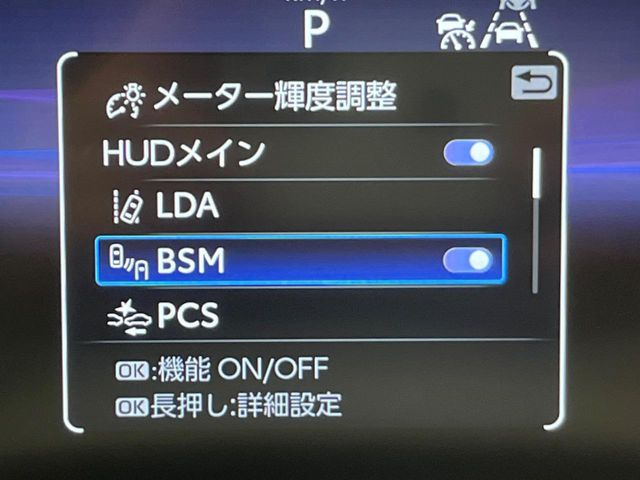 P
メーター輝度調整
HUDメイン
LDA
BSM
PCS
OK:機能 ON/OFF
OK長押し:詳細設定